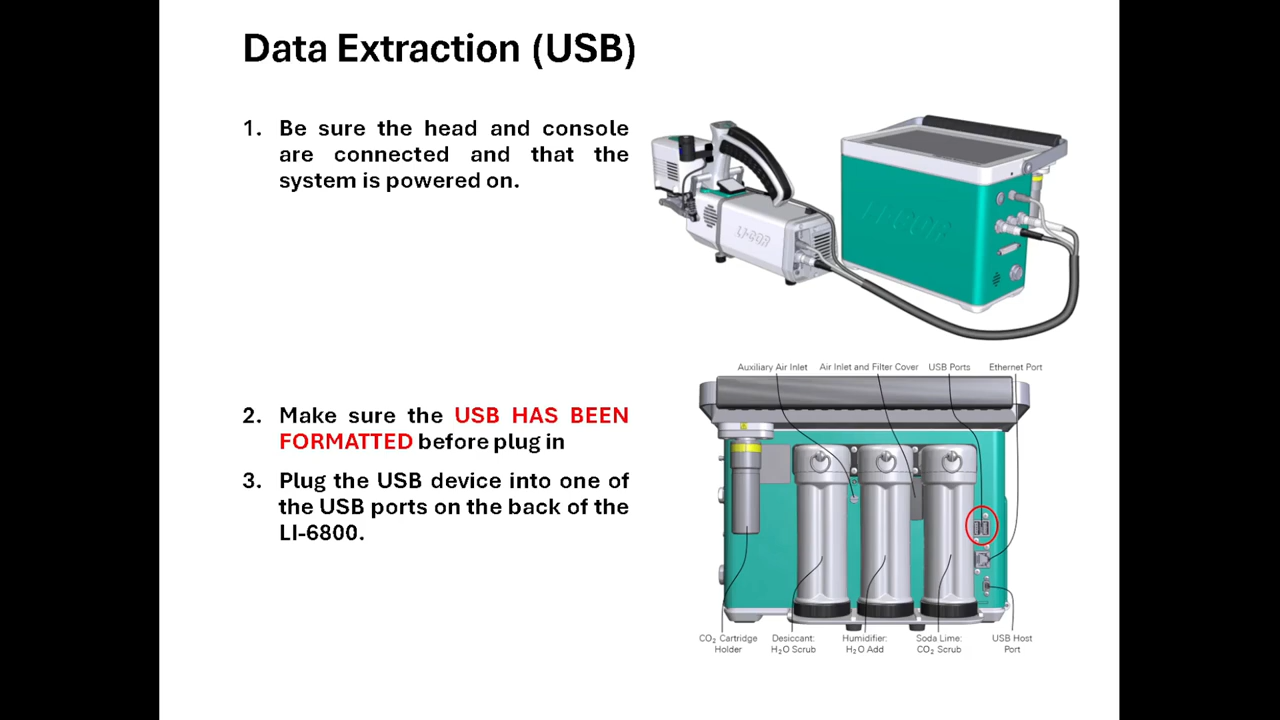 Data Extraction (USB)
1. Be sure the head and console
are connected and that the
system is powered on.
LI-COR
LI-COR
2. Make sure the USB HAS BEEN
FORMATTED before plug in
3. Plug the USB device into one of
the USB ports on the back of the
LI-6800.
Auxiliary Air Inlet Air Inlet and Filter Cover USB Ports Ethernet Port
CO₂ Cartridge
Holder
Desiccant:
H₂O Scrub
Humidifier:
H₂O Add
Soda Lime:
CO₂ Scrub
USB Host
Port